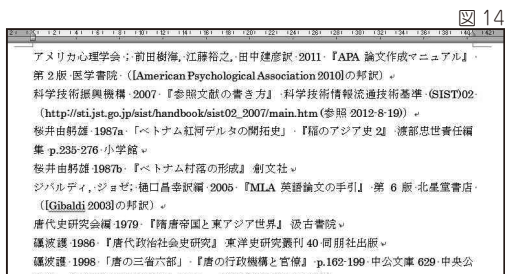 図 14
アメリカ心理学会；前田樹海,江藤裕之,田中建彦訳 2011『APA 論文作成マニュアル』
第 2 版 医学書院（[American Psychological Association 2010]の邦訳）
科学技術振興機構 2007『参照文献の書き方』科学技術情報流通技術基準 (SIST)02
（http://sti.jst.go.jp/sist/handbook/sist02_2007/main.htm (参照 2012-8-19)）
桜井由躬雄 1987a「ベトナム紅河デルタの開拓史」『稲のアジア史 2』渡部忠世責任編
集 p.235-276 小学館
桜井由躬雄 1987b『ベトナム村落の形成』創文社
ジバルディ, ジョゼ; 樋口昌幸訳編 2005『MLA 英語論文の手引』第 6 版 北星堂書店
（[Gibaldi 2003]の邦訳）
唐代史研究会編 1979『隋唐帝国と東アジア世界』汲古書院
礪波護 1986『唐代政治社会史研究』東洋史研究叢刊 40 同朋社出版
礪波護 1998「唐の三省六部」『唐の行政機構と官僚』p.162-199 中公文庫 629 中央公